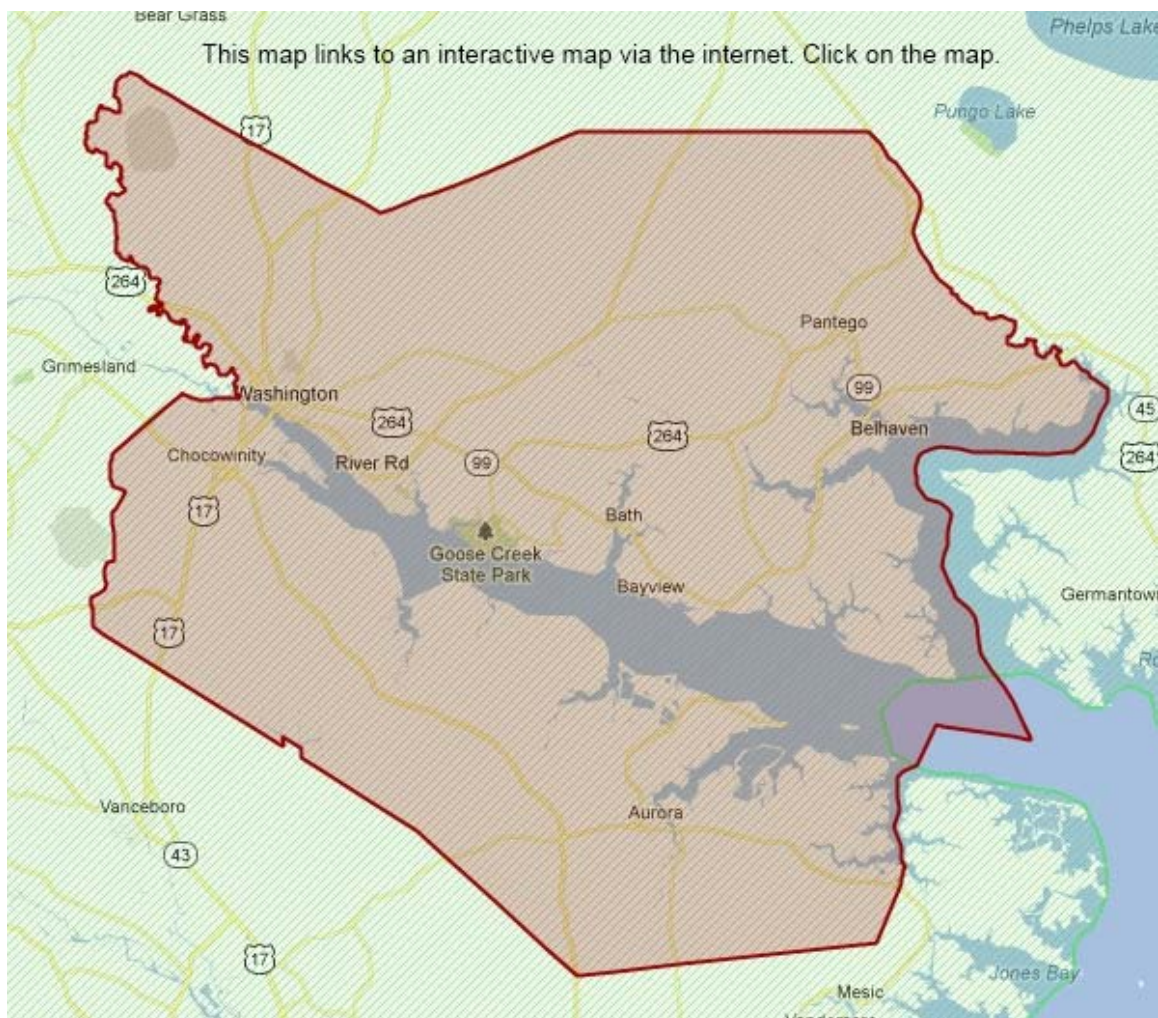 Bear Grass
Phelps Lake
This map links to an interactive map via the internet. Click on the map.
Pungo Lake
17
264
Pantego
Grimesland
Washington
99
45
264
Belhaven
264
264
Chocowinity
River Rd
99
17
Bath
Goose Creek
State Park
Bayview
Germantow
17
Ro
Vanceboro
Aurora
43
17
Jones Bay
Mesic